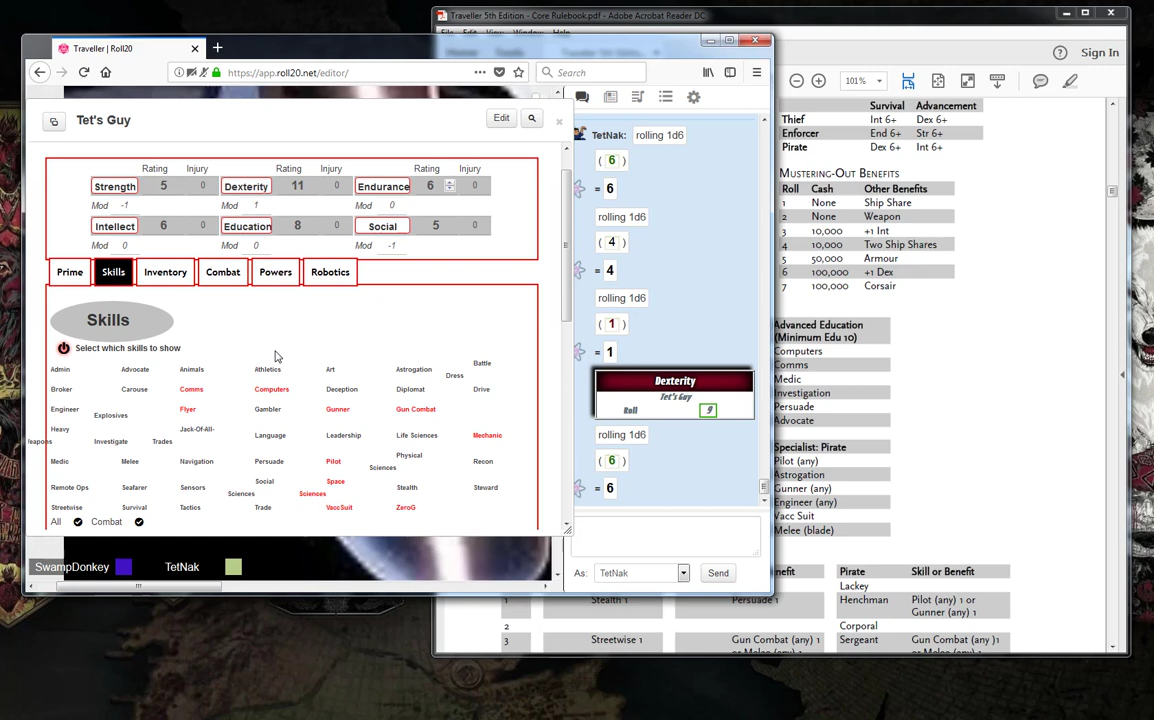 Traveller 5th Edition - Core Rulebook.pdf - Adobe Acrobat Reader DC
Traveller | Roll20
https://app.roll20.net/editor/
Search
Sign In
101%
Tet's Guy
Edit
Rating Injury Rating Injury Rating Injury
Strength 5 0 Dexterity 11 0 Endurance 6 0
Mod -1 Mod 1 Mod 0
Intellect 6 0 Education 8 0 Social 5 0
Mod 0 Mod 0 Mod -1
Prime Skills Inventory Combat Powers Robotics
Skills
Select which skills to show
Admin Advocate Animals Athletics Art Astrogation Battle Dress
Broker Carouse Comms Computers Deception Diplomat Drive
Engineer Explosives Flyer Gambler Gunner Gun Combat
Heavy Weapons Investigate Jack-Of-All-Trades Language Leadership Life Sciences Mechanic
Medic Melee Navigation Persuade Pilot Physical Sciences Recon
Remote Ops Seafarer Sensors Social Sciences Space Sciences Stealth Steward
Streetwise Survival Tactics Trade VaccSuit ZeroG
All Combat
SwampDonkey TetNak
TetNak: rolling 1d6
( 6 )
= 6
rolling 1d6
( 4 )
= 4
rolling 1d6
( 1 )
= 1
Dexterity
Tet's Guy
Roll 9
rolling 1d6
( 6 )
= 6
As: TetNak Send
Survival Advancement
Thief Int 6+ Dex 6+
Enforcer End 6+ Str 6+
Pirate Dex 6+ Int 6+
Mustering-Out Benefits
Roll Cash Other Benefits
1 None Ship Share
2 None Weapon
3 10,000 +1 Int
4 10,000 Two Ship Shares
5 50,000 Armour
6 100,000 +1 Dex
7 100,000 Corsair
Advanced Education
(Minimum Edu 10)
Computers
Comms
Medic
Investigation
Persuade
Advocate
Specialist: Pirate
Pilot (any)
Astrogation
Gunner (any)
Engineer (any)
Vacc Suit
Melee (blade)
Pirate Skill or Benefit
Lackey
1 Stealth 1 Persuade 1 Henchman Pilot (any) 1 or
Gunner (any) 1
2 Corporal
3 Streetwise 1 Gun Combat (any) 1 Sergeant Gun Combat (any )1